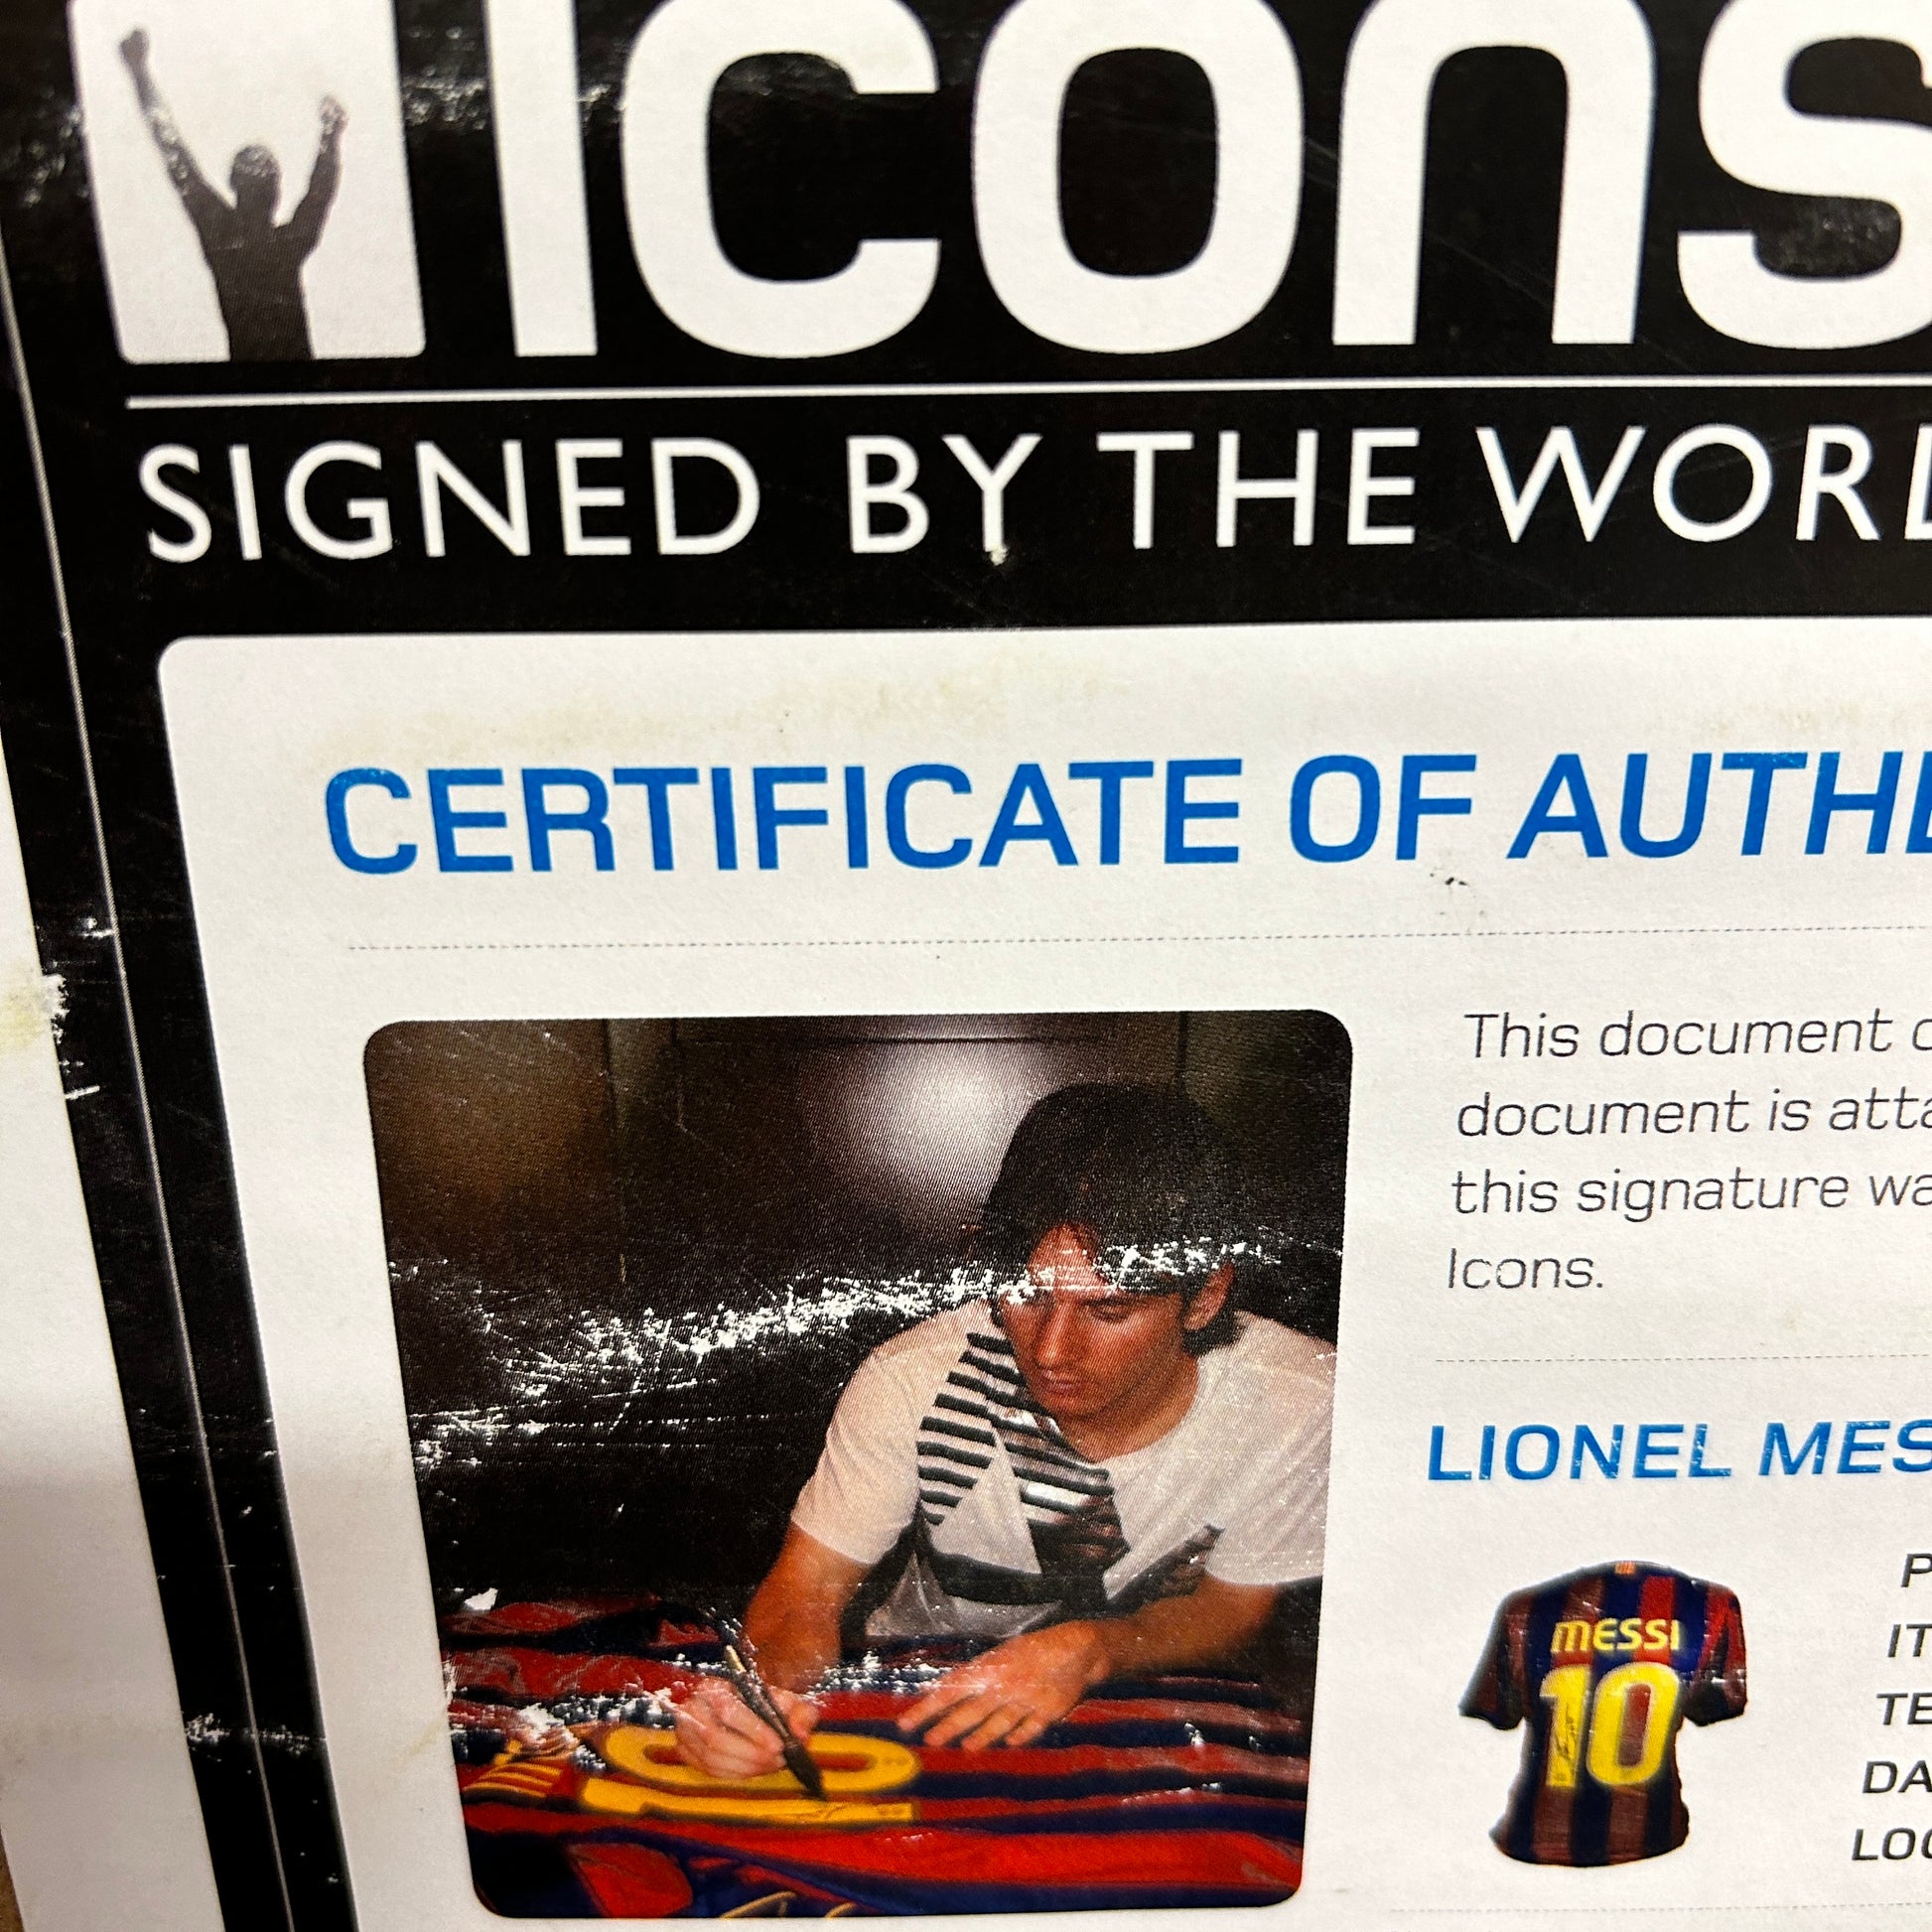 Icons
SIGNED BY THE WORL
CERTIFICATE OF AUTHE
This document
document is atta
this signature wa
Icons.
LIONEL MES
MESSI
10
P
IT
TE
DA
LOC